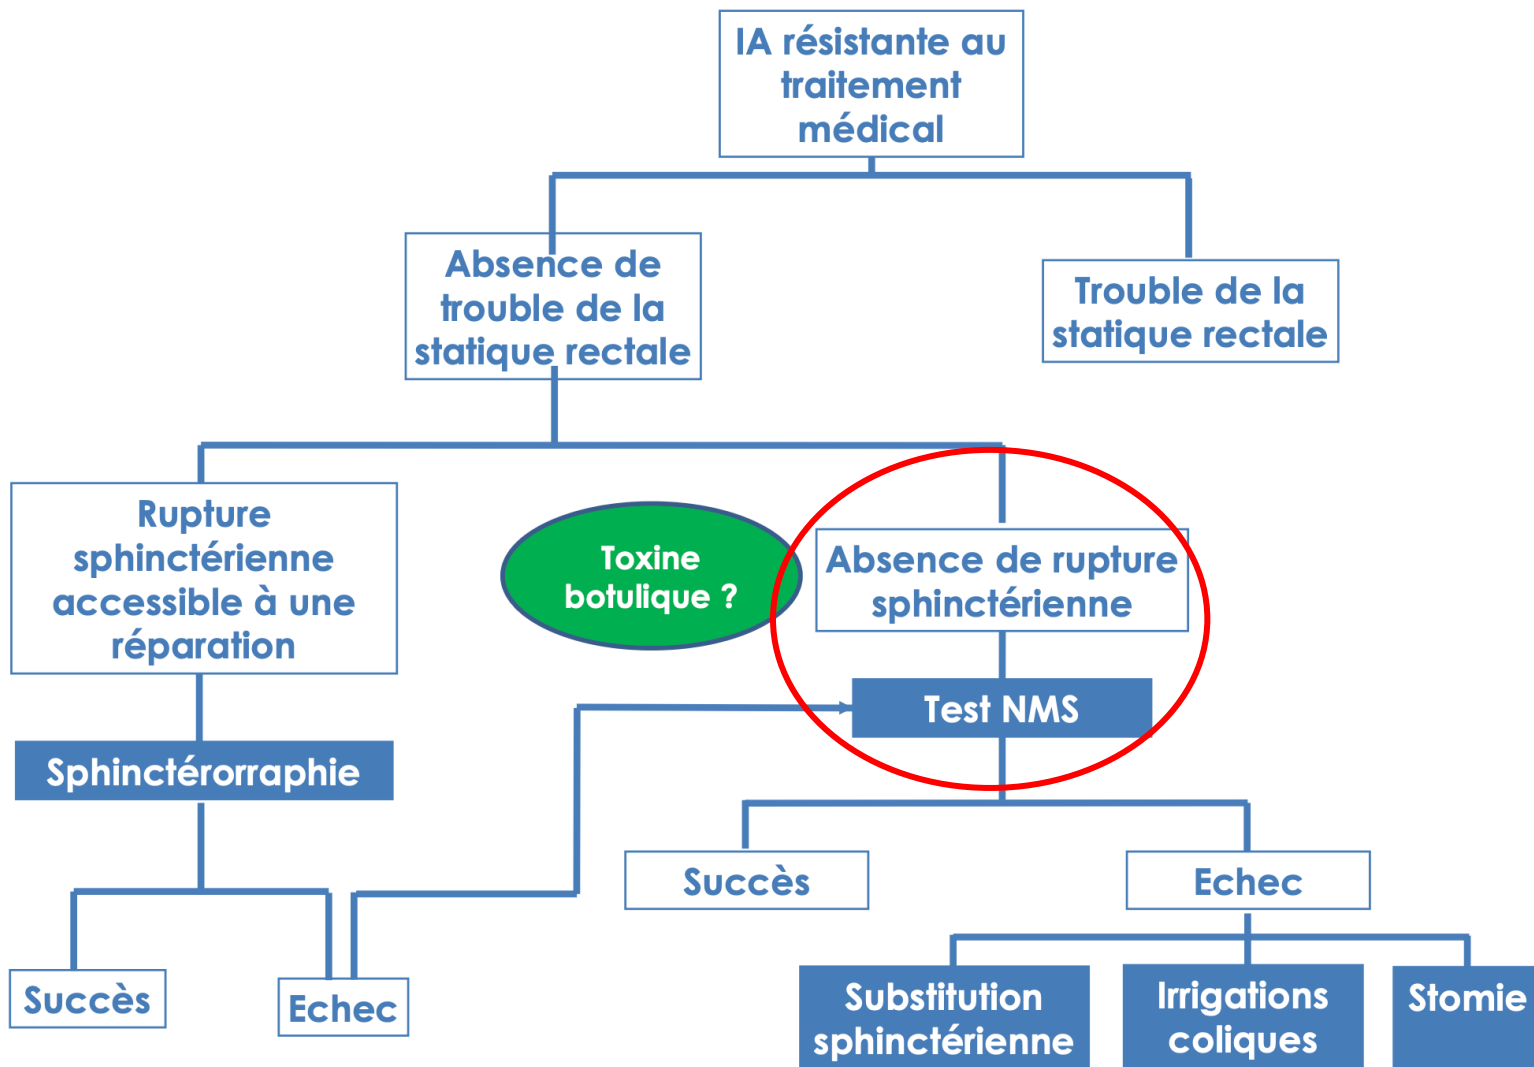 IA résistante au
traitement
médical
Absence de
trouble de la
statique rectale
Trouble de la
statique rectale
Rupture
sphinctérienne
accessible à une
réparation
Toxine
botulique ?
Absence de rupture
sphinctérienne
Test NMS
Sphinctérorraphie
Succès
Echec
Succès
Echec
Substitution
sphinctérienne
Irrigations
coliques
Stomie